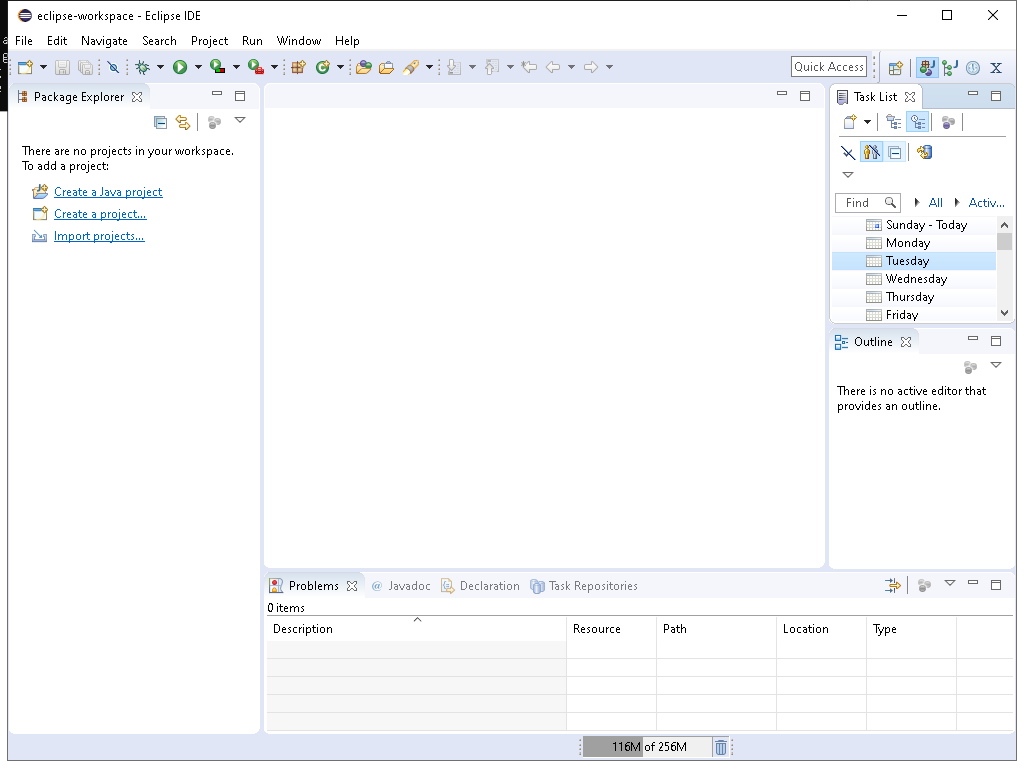 eclipse-workspace - Eclipse IDE
File Edit Navigate Search Project Run Window Help
Quick Access
Package Explorer
There are no projects in your workspace.
To add a project:
Create a Java project
Create a project...
Import projects...
Task List
Find All Activ...
Sunday - Today
Monday
Tuesday
Wednesday
Thursday
Friday
Outline
There is no active editor that
provides an outline.
Problems @ Javadoc Declaration Task Repositories
0 items
Description Resource Path Location Type
116M of 256M